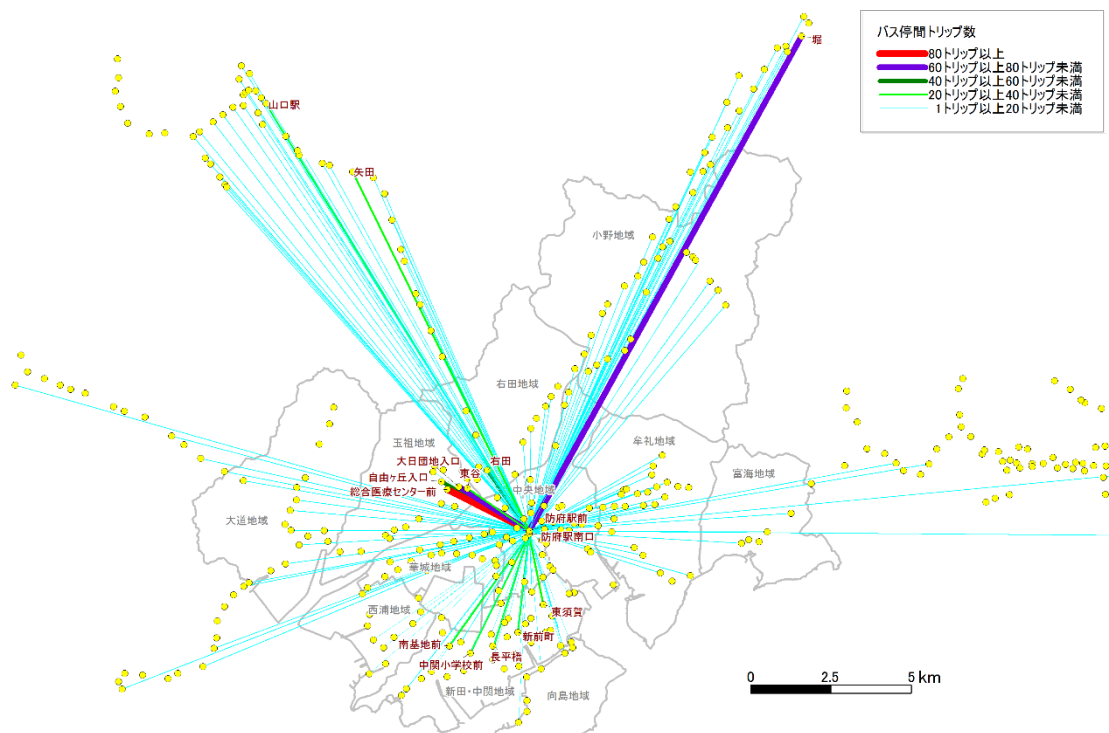 バス停間トリップ数
80トリップ以上
60トリップ以上80トリップ未満
40トリップ以上60トリップ未満
20トリップ以上40トリップ未満
1トリップ以上20トリップ未満
堀
山口駅
矢田
小野地域
右田地域
玉祖地域
牟礼地域
富海地域
大日団地入口
右田
東谷
自由ヶ丘入口
総合医療センター前
中央地域
大道地域
防府駅前
防府駅南口
華城地域
西浦地域
東須賀
新前町
南基地前
長平橋
中関小学校前
新田・中関地域
向島地域
0 2.5 5 km